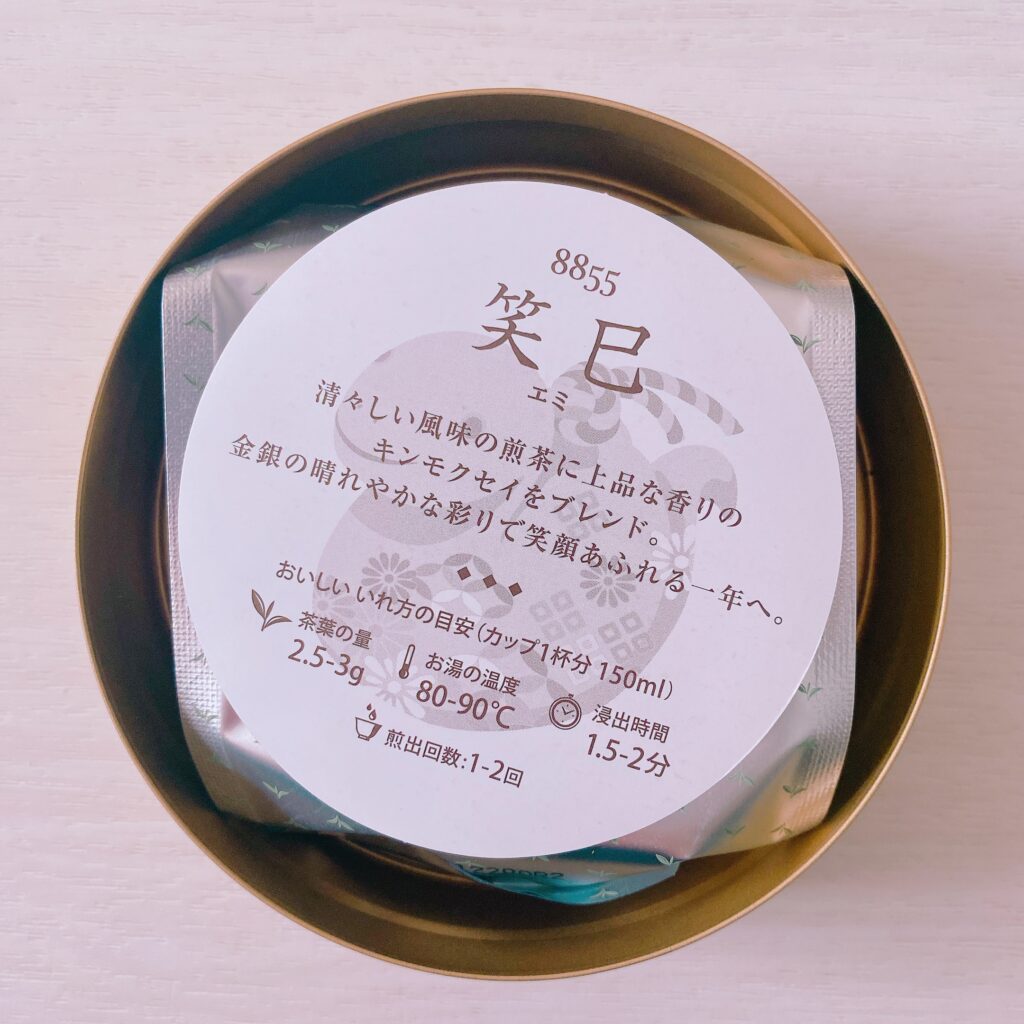 8855
笑巳
エミ
清々しい風味の煎茶に上品な香りの
キンモクセイをブレンド。
金銀の晴れやかな彩りで笑顔あふれる一年へ。
おいしい いれ方の目安（カップ1杯分 150ml）
茶葉の量
2.5-3g
お湯の温度
80-90℃
浸出時間
1.5-2分
煎出回数:1-2回